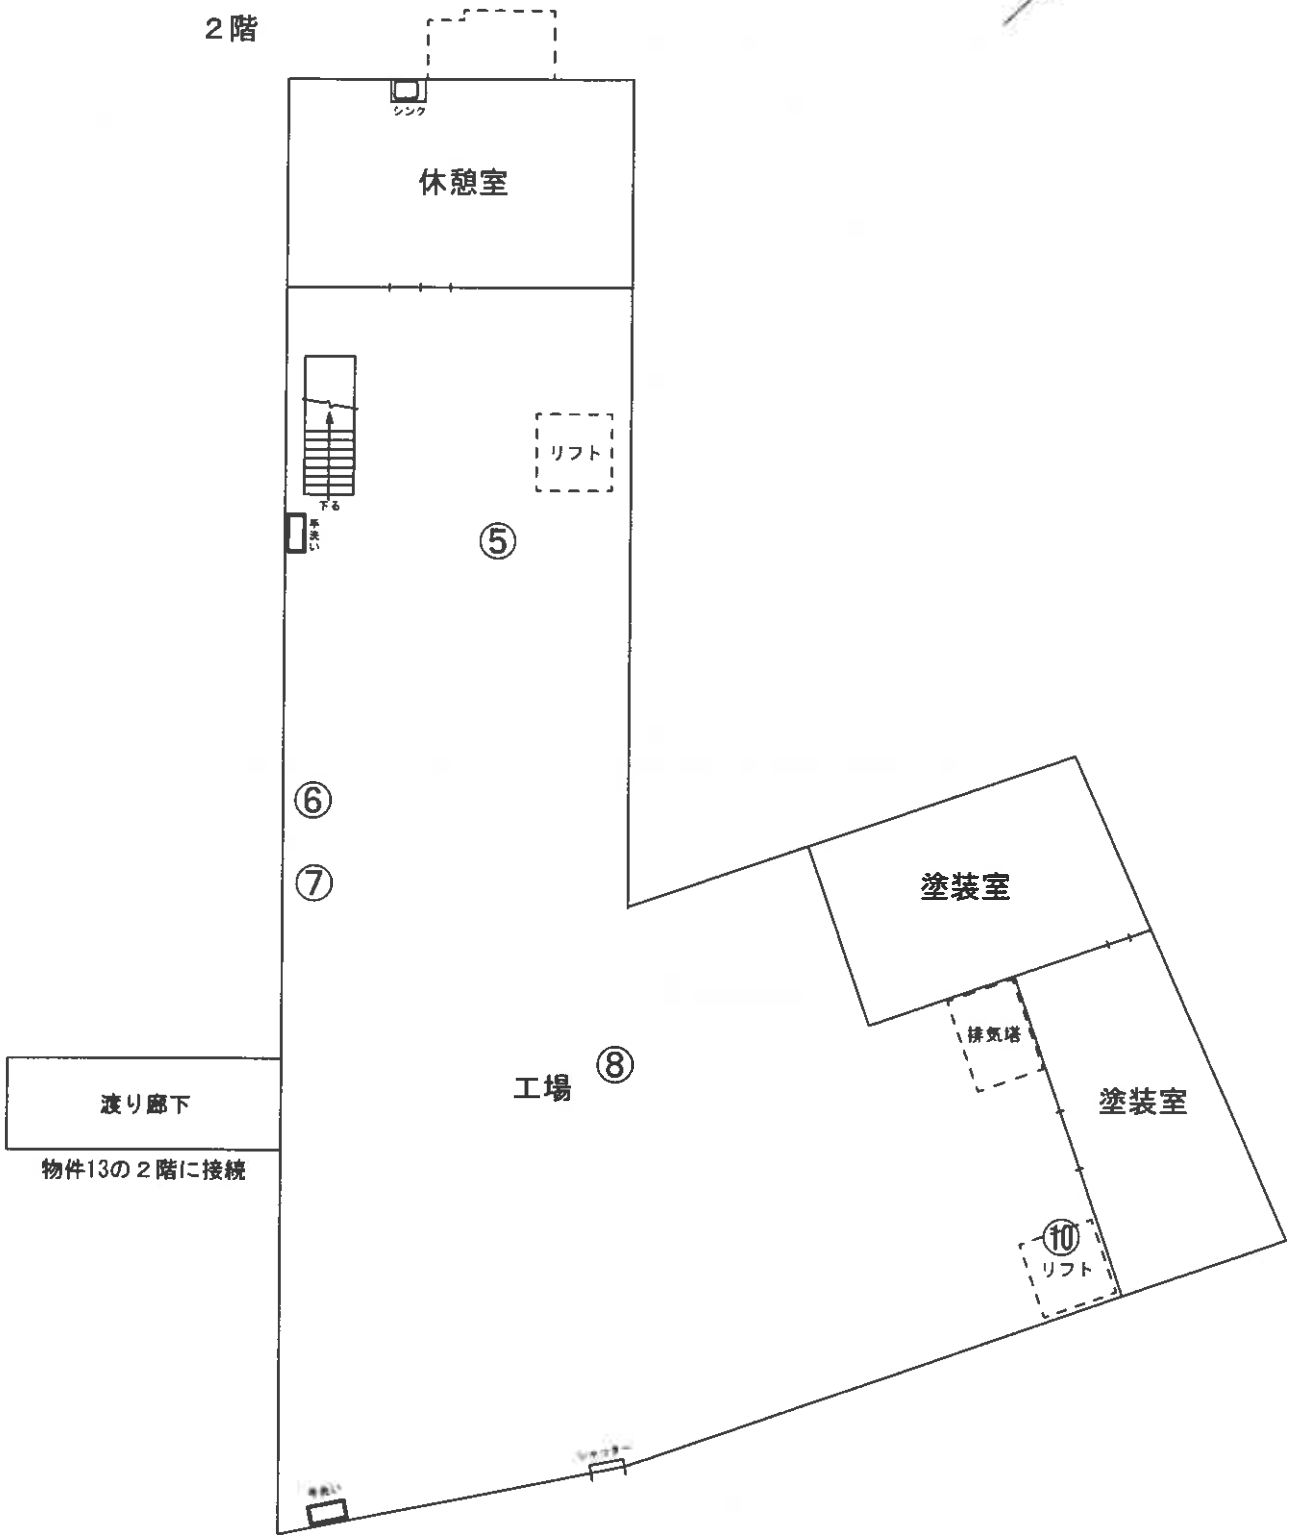 ２階
シンク
休憩室
リフト
下る
手洗い
⑤
⑥
⑦
塗装室
排気塔
⑧
工場
塗装室
渡り廊下
物件13の２階に接続
⑩
リフト
シャッター
手洗い